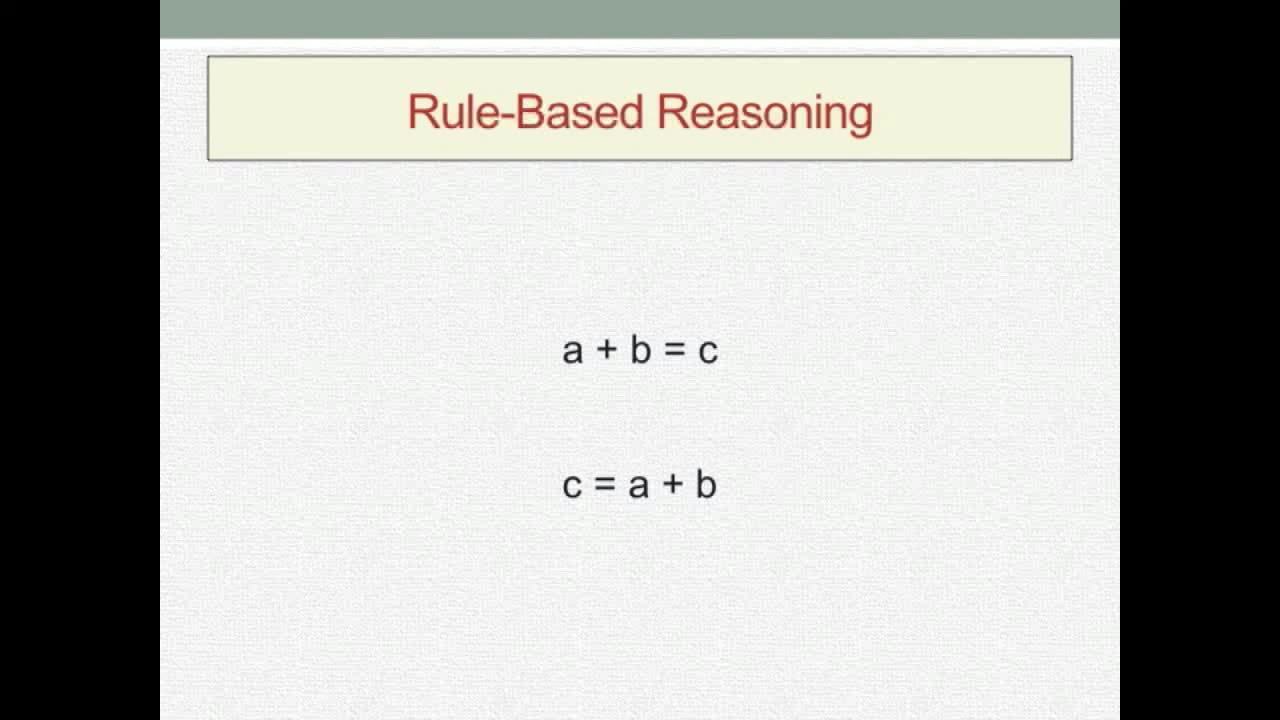 Rule-Based Reasoning
a + b = c
c = a + b